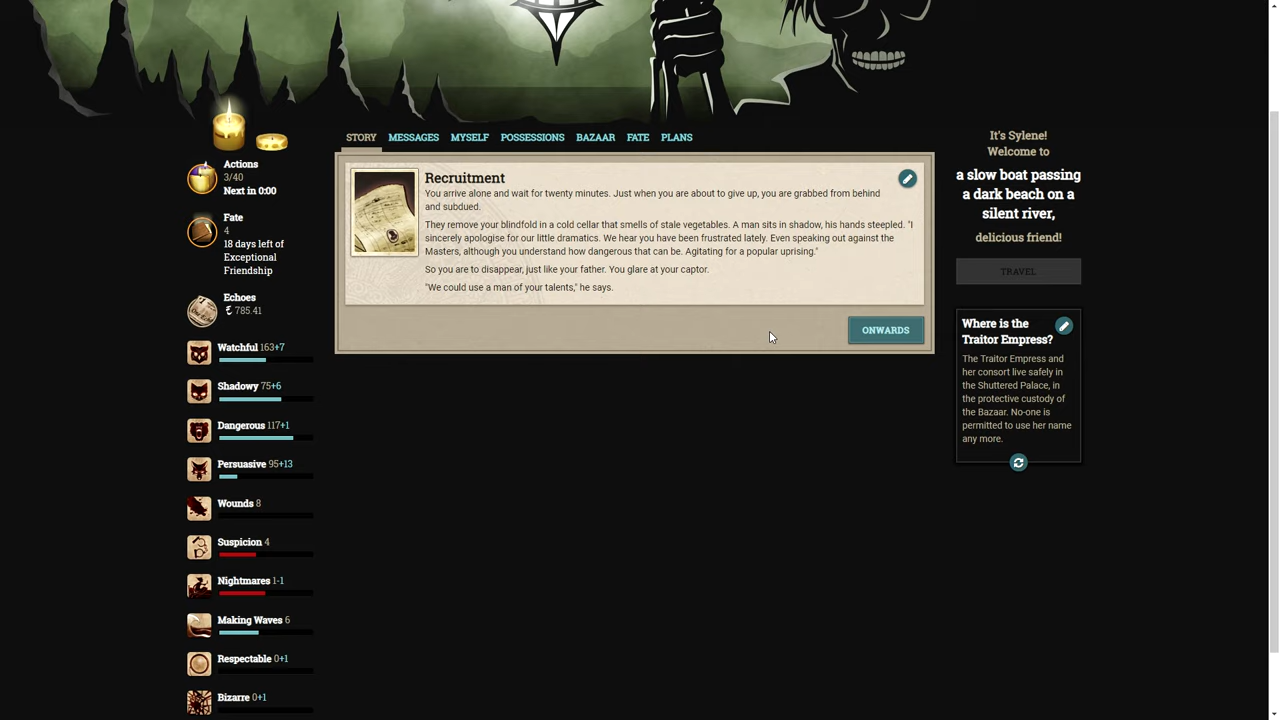 STORY MESSAGES MYSELF POSSESSIONS BAZAAR FATE PLANS
Actions
3/40
Next in 0:00
Fate
4
18 days left of
Exceptional
Friendship
Echoes
785.41
Watchful 163+7
Shadowy 75+6
Dangerous 117+1
Persuasive 95+13
Wounds 8
Suspicion 4
Nightmares 1-1
Making Waves 6
Respectable 0+1
Bizarre 0+1
Recruitment
You arrive alone and wait for twenty minutes. Just when you are about to give up, you are grabbed from behind
and subdued.
They remove your blindfold in a cold cellar that smells of stale vegetables. A man sits in shadow, his hands steepled. "I
sincerely apologise for our little dramatics. We hear you have been frustrated lately. Even speaking out against the
Masters, although you understand how dangerous that can be. Agitating for a popular uprising."
So you are to disappear, just like your father. You glare at your captor.
"We could use a man of your talents," he says.
ONWARDS
It's Sylene!
Welcome to
a slow boat passing
a dark beach on a
silent river,
delicious friend!
TRAVEL
Where is the
Traitor Empress?
The Traitor Empress and
her consort live safely in
the Shuttered Palace, in
the protective custody of
the Bazaar. No-one is
permitted to use her name
any more.